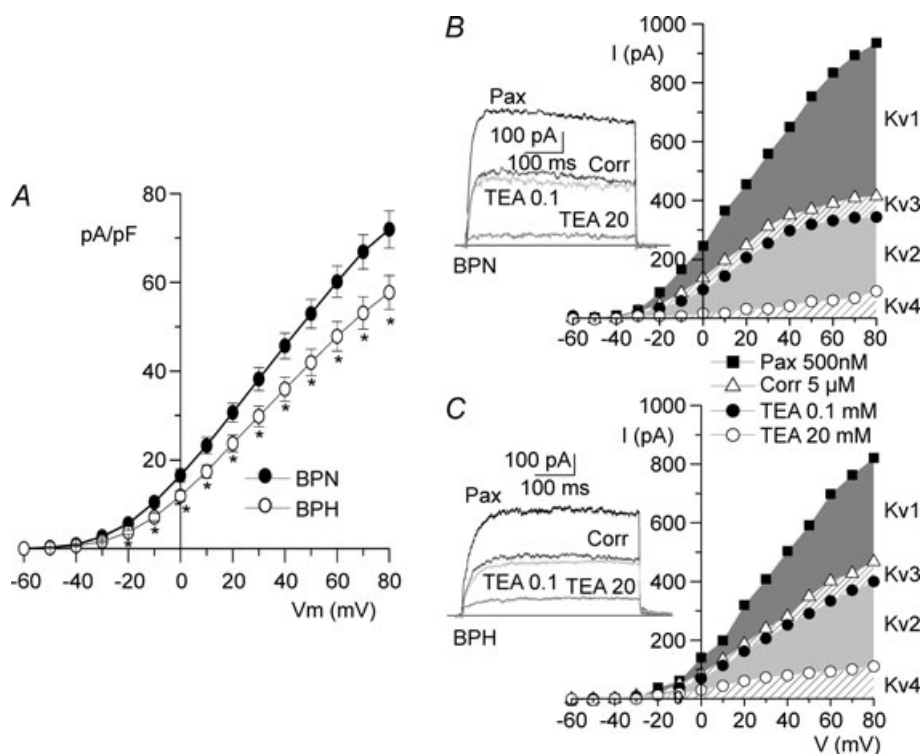 A
pA/pF
80
60
40
20
-60 -40 -20 0 20 40 60 80
Vm (mV)
BPN
BPH
* * * * * * * * * * *
B
I (pA)
1000
800
600
400
200
-60 -40 -20 0 20 40 60 80
Kv1
Kv3
Kv2
Kv4
Pax
100 pA
100 ms
Corr
TEA 0.1
TEA 20
BPN
Pax 500nM
Corr 5 µM
TEA 0.1 mM
TEA 20 mM
C
I (pA)
1000
800
600
400
200
-60 -40 -20 0 20 40 60 80
V (mV)
Kv1
Kv3
Kv2
Kv4
100 pA
100 ms
Pax
Corr
TEA 0.1 TEA 20
BPH